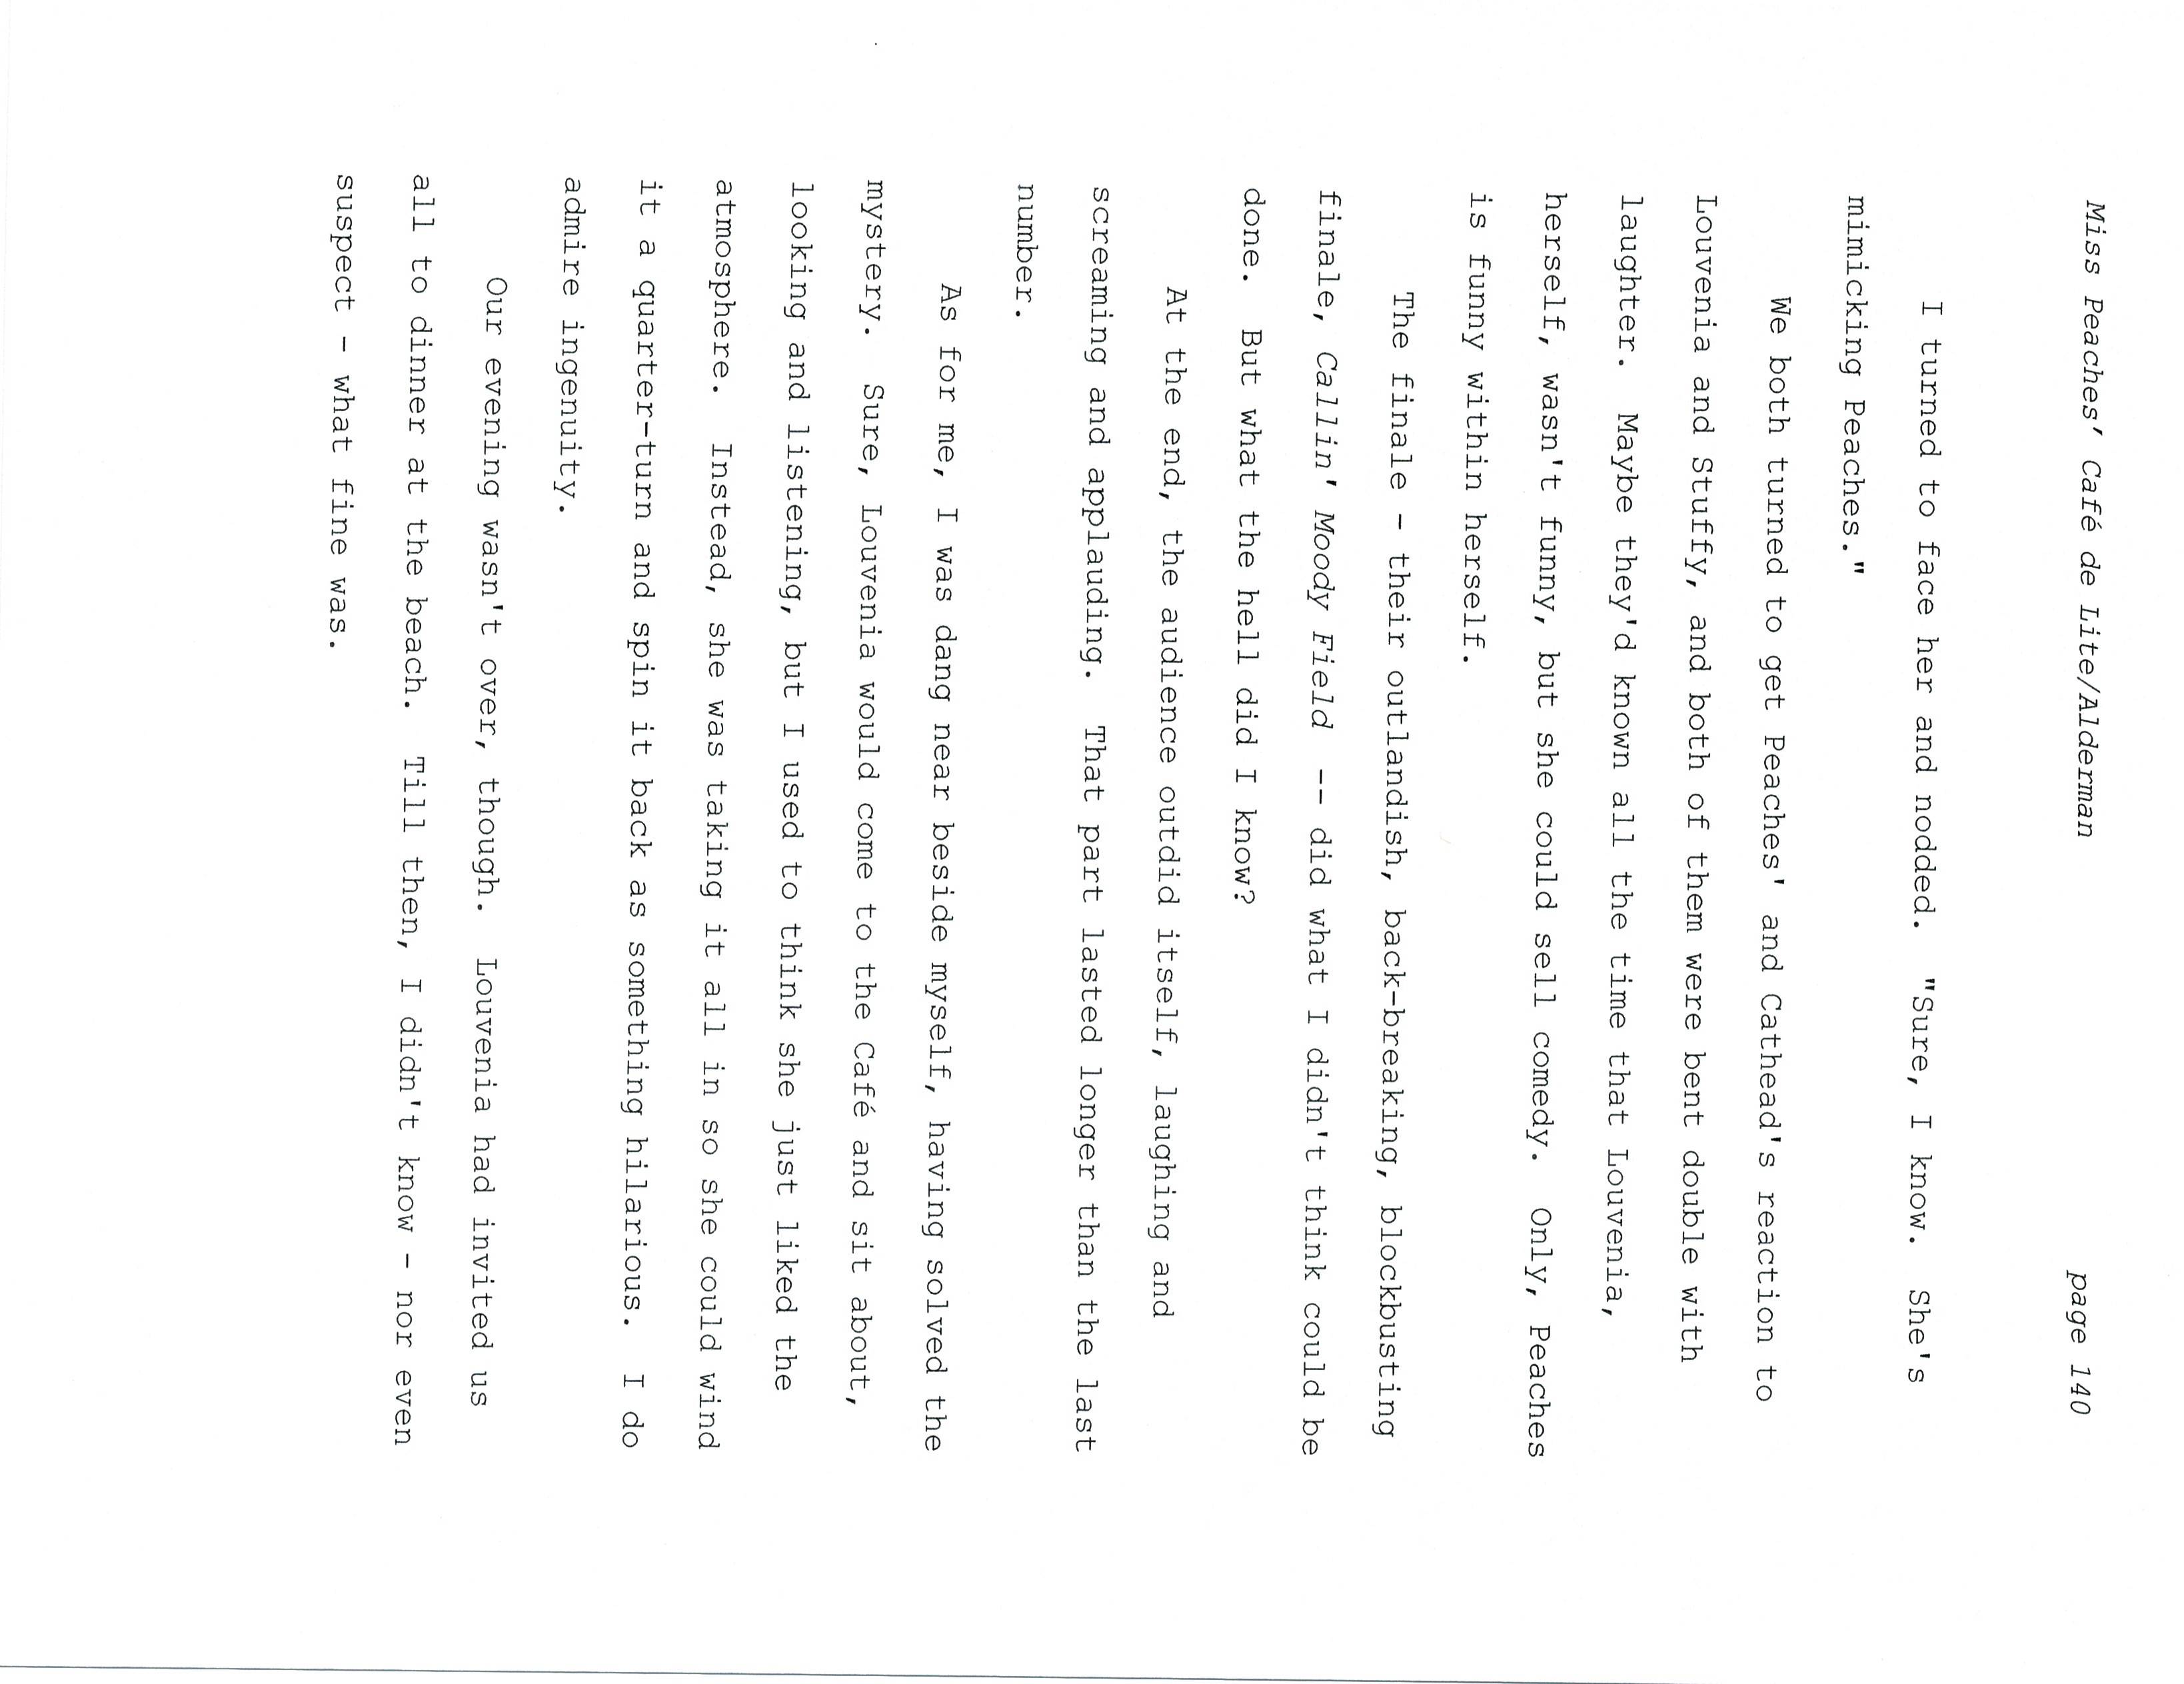 Miss Peaches' Café de Lite/Alderman page 140
I turned to face her and nodded. "Sure, I know. She's
mimicking Peaches."
We both turned to get Peaches' and Cathead's reaction to
Louvenia and Stuffy, and both of them were bent double with
laughter. Maybe they'd known all the time that Louvenia,
herself, wasn't funny, but she could sell comedy. Only, Peaches
is funny within herself.
The finale – their outlandish, back-breaking, blockbusting
finale, Callin' Moody Field -- did what I didn't think could be
done. But what the hell did I know?
At the end, the audience outdid itself, laughing and
screaming and applauding. That part lasted longer than the last
number.
As for me, I was dang near beside myself, having solved the
mystery. Sure, Louvenia would come to the Café and sit about,
looking and listening, but I used to think she just liked the
atmosphere. Instead, she was taking it all in so she could wind
it a quarter-turn and spin it back as something hilarious. I do
admire ingenuity.
Our evening wasn't over, though. Louvenia had invited us
all to dinner at the beach. Till then, I didn't know – nor even
suspect – what fine was.